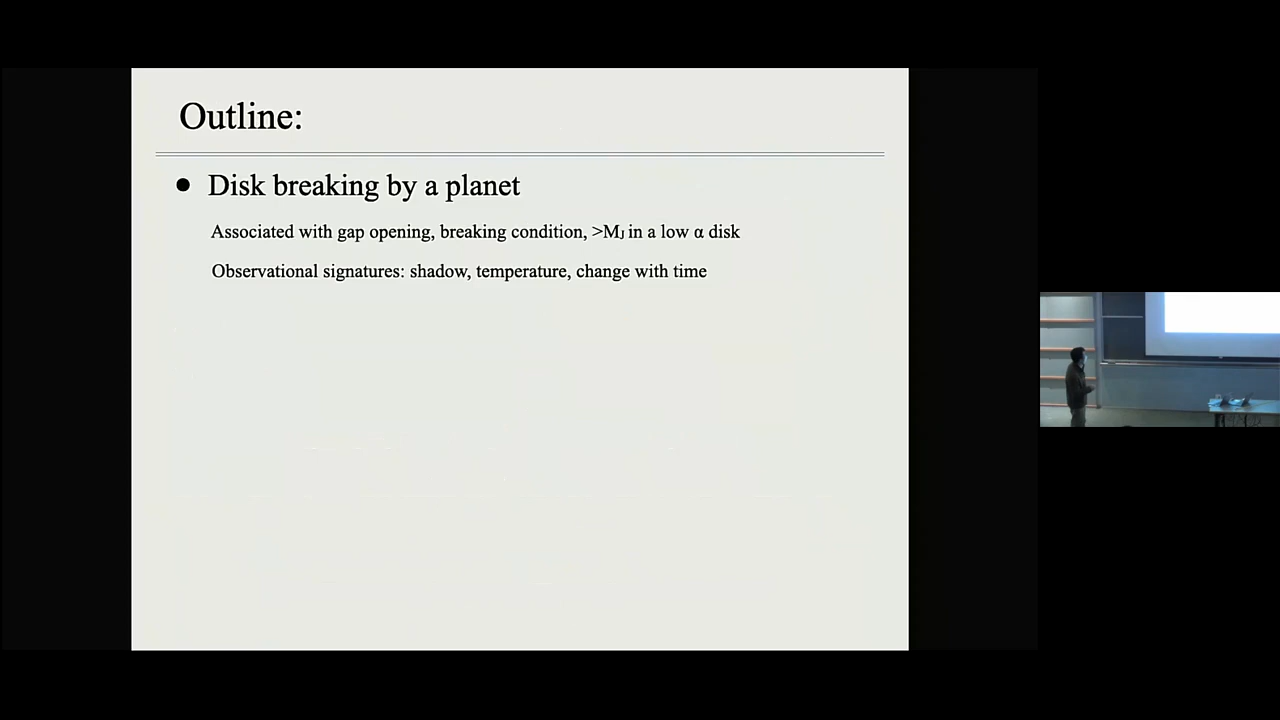 Outline:
● Disk breaking by a planet
Associated with gap opening, breaking condition, >MJ in a low α disk
Observational signatures: shadow, temperature, change with time